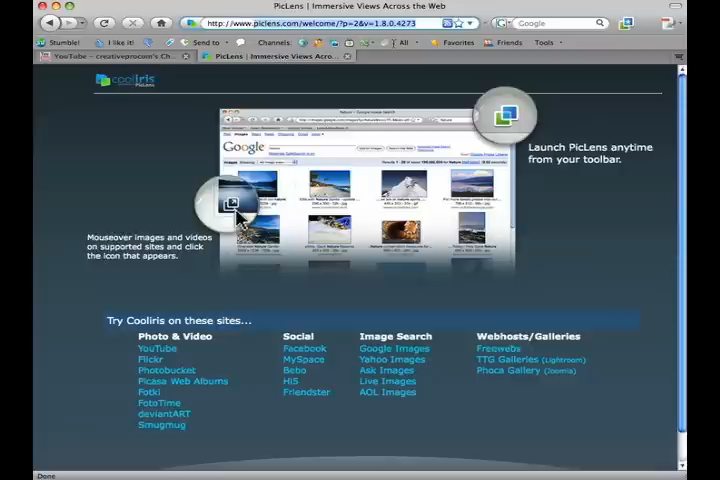 PicLens | Immersive Views Across the Web
http://www.piclens.com/welcome/?p=2&v=1.8.0.4273
Google
Stumble!
I like it!
Send to
Channels:
All
Favorites
Friends
Tools
YouTube - creativeprocom's Ch...
PicLens | Immersive Views Across...
cooliris
PicLens
Google
Launch PicLens anytime
from your toolbar.
Mouseover images and videos
on supported sites and click
the icon that appears.
Try Cooliris on these sites...
Photo & Video
YouTube
Flickr
Photobucket
Picasa Web Albums
Fotki
FotoTime
deviantART
Smugmug
Social
Facebook
MySpace
Bebo
Hi5
Friendster
Image Search
Google Images
Yahoo Images
Ask Images
Live Images
AOL Images
Webhosts/Galleries
Freewebs
TTG Galleries (Lightroom)
Phoca Gallery (Joomla)
Done